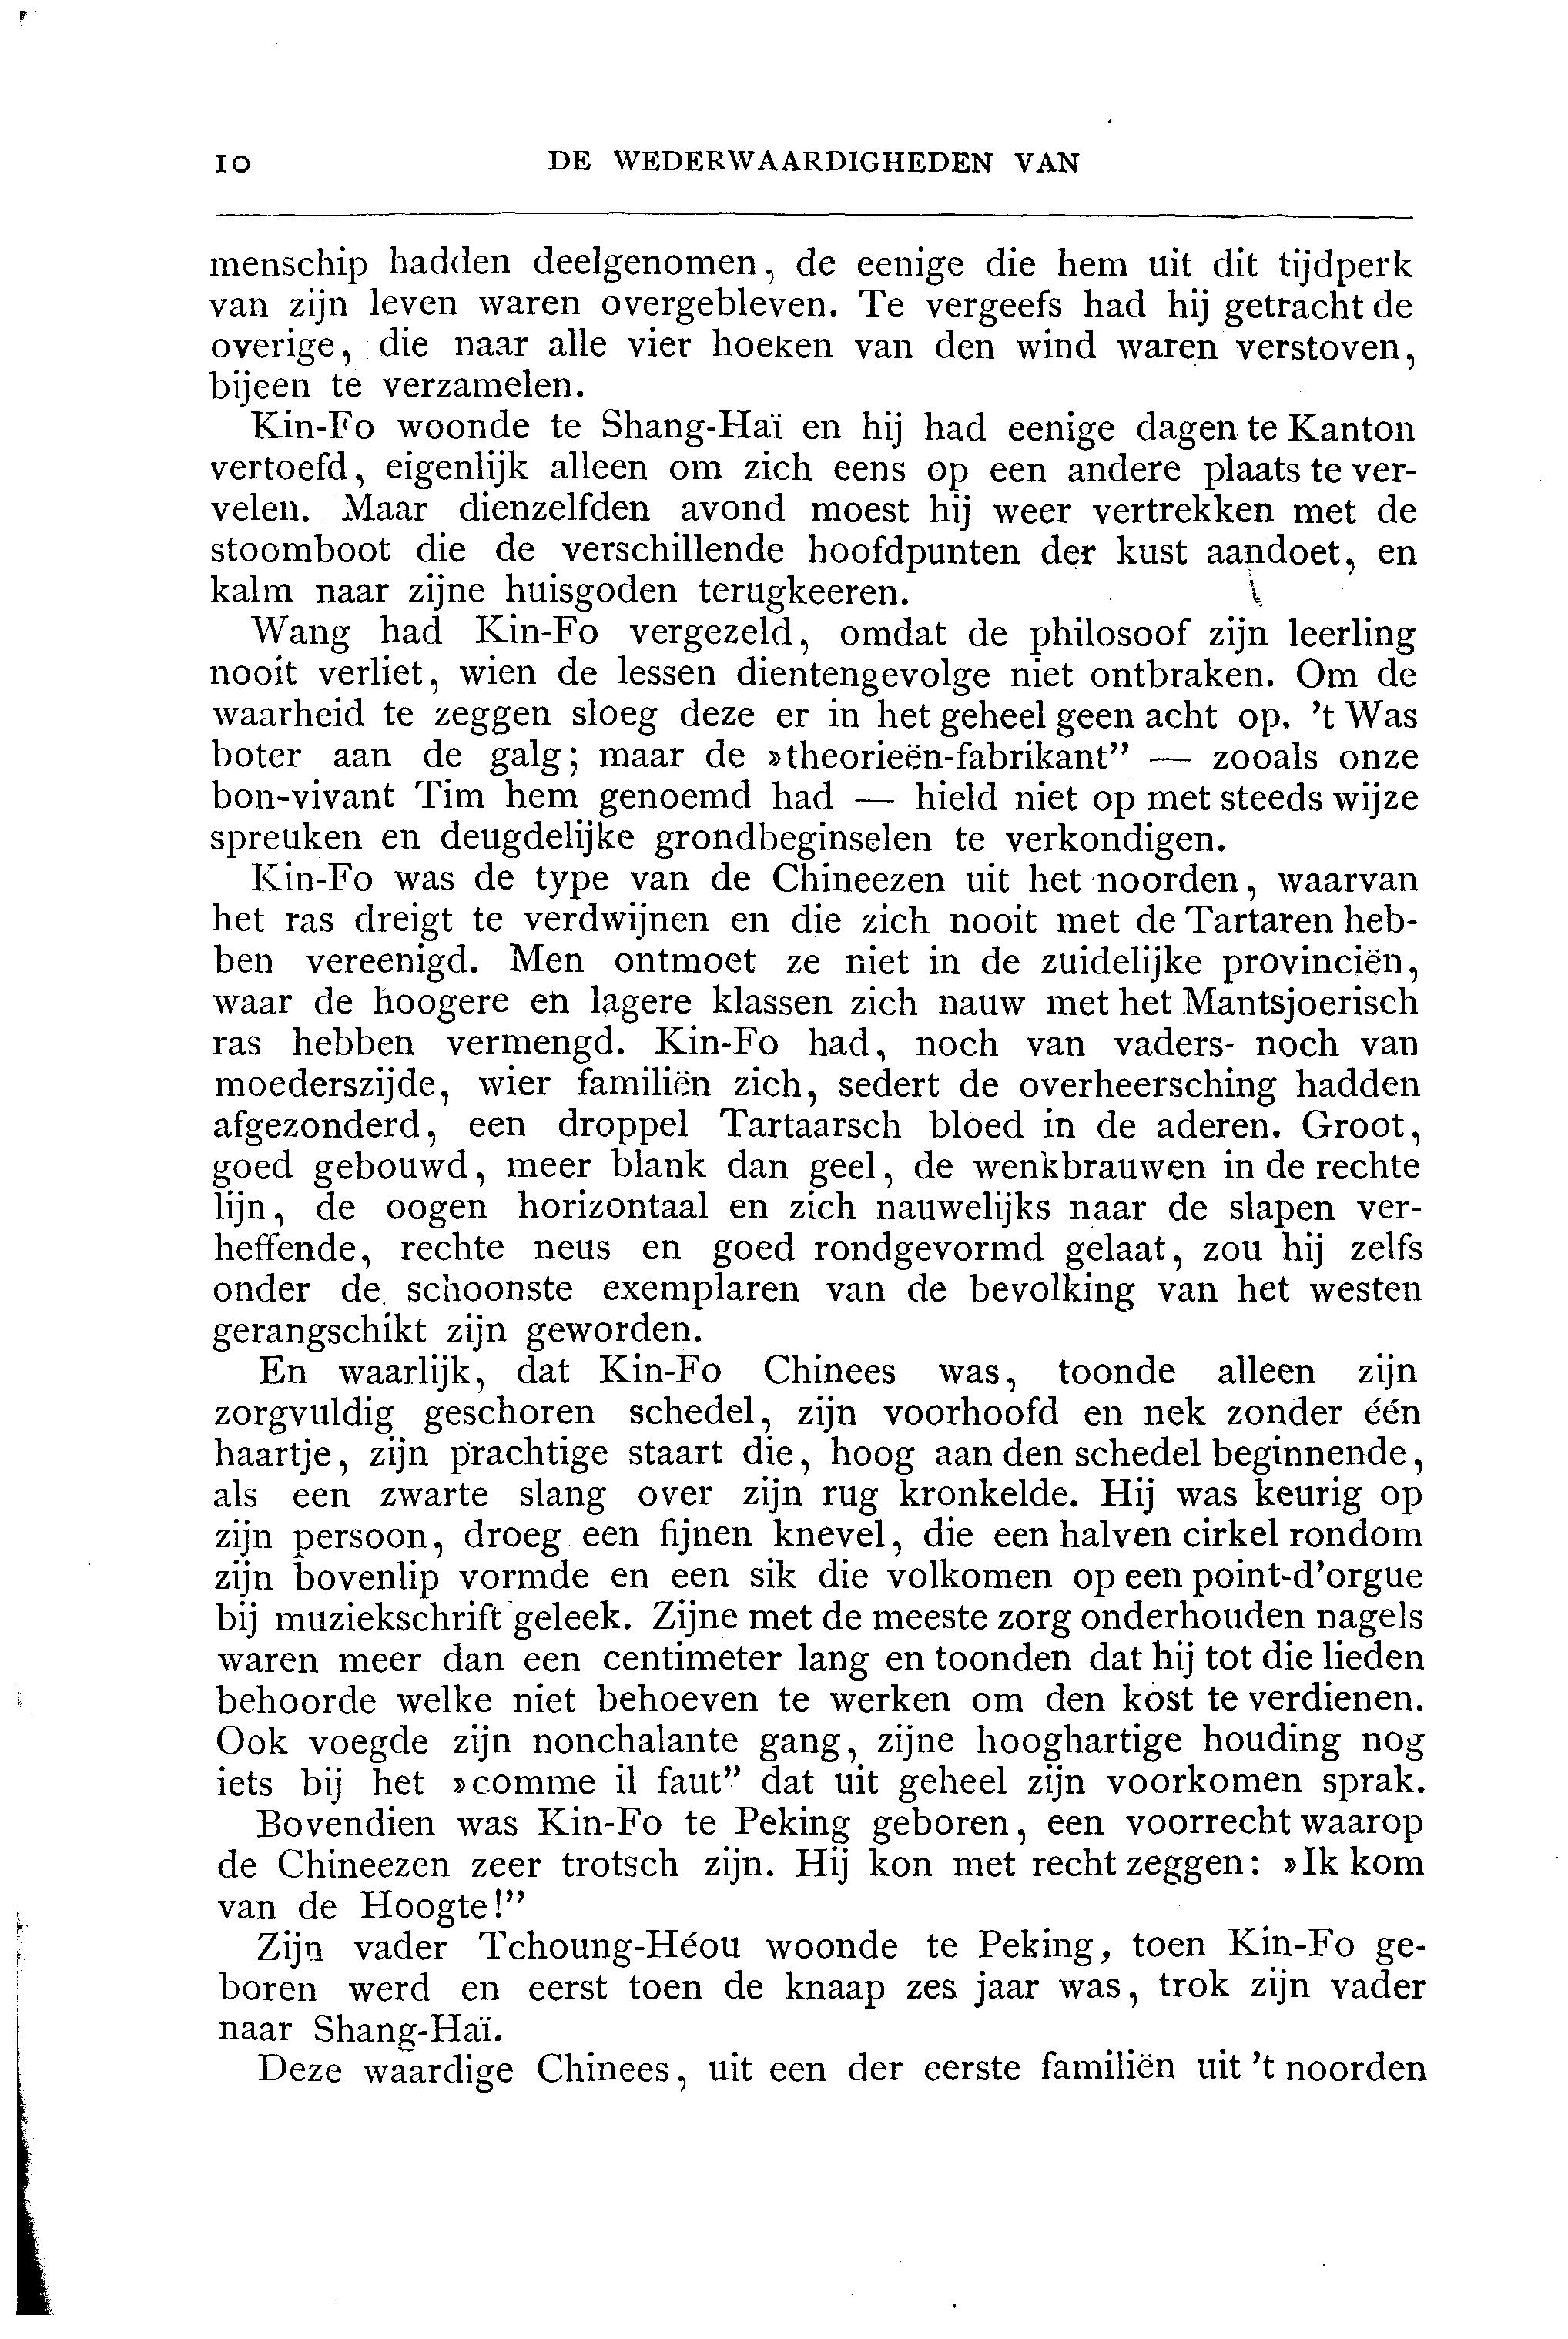 10 DE WEDERWAARDIGHEDEN VAN
menschip hadden deelgenomen, de eenige die hem uit dit tijdperk
van zijn leven waren overgebleven. Te vergeefs had hij getracht de
overige, die naar alle vier hoeken van den wind waren verstoven,
bijeen te verzamelen.
Kin-Fo woonde te Shang-Haï en hij had eenige dagen te Kanton
vertoefd, eigenlijk alleen om zich eens op een andere plaats te ver-
velen. Maar dienzelfden avond moest hij weer vertrekken met de
stoomboot die de verschillende hoofdpunten der kust aandoet, en
kalm naar zijne huisgoden terugkeeren.
Wang had Kin-Fo vergezeld, omdat de philosoof zijn leerling
nooit verliet, wien de lessen dientengevolge niet ontbraken. Om de
waarheid te zeggen sloeg deze er in het geheel geen acht op. 't Was
boter aan de galg; maar de »theorieën-fabrikant” — zooals onze
bon-vivant Tim hem genoemd had — hield niet op met steeds wijze
spreuken en deugdelijke grondbeginselen te verkondigen.
Kin-Fo was de type van de Chineezen uit het noorden, waarvan
het ras dreigt te verdwijnen en die zich nooit met de Tartaren heb-
ben vereenigd. Men ontmoet ze niet in de zuidelijke provinciën,
waar de hoogere en lagere klassen zich nauw met het Mantsjoerisch
ras hebben vermengd. Kin-Fo had, noch van vaders- noch van
moederszijde, wier familiën zich, sedert de overheersching hadden
afgezonderd, een droppel Tartaarsch bloed in de aderen. Groot,
goed gebouwd, meer blank dan geel, de wenkbrauwen in de rechte
lijn, de oogen horizontaal en zich nauwelijks naar de slapen ver-
heffende, rechte neus en goed rondgevormd gelaat, zou hij zelfs
onder de schoonste exemplaren van de bevolking van het westen
gerangschikt zijn geworden.
En waarlijk, dat Kin-Fo Chinees was, toonde alleen zijn
zorgvuldig geschoren schedel, zijn voorhoofd en nek zonder één
haartje, zijn prachtige staart die, hoog aan den schedel beginnende,
als een zwarte slang over zijn rug kronkelde. Hij was keurig op
zijn persoon, droeg een fijnen knevel, die een halven cirkel rondom
zijn bovenlip vormde en een sik die volkomen op een point-d'orgue
bij muziekschrift geleek. Zijne met de meeste zorg onderhouden nagels
waren meer dan een centimeter lang en toonden dat hij tot die lieden
behoorde welke niet behoeven te werken om den kost te verdienen.
Ook voegde zijn nonchalante gang, zijne hooghartige houding nog
iets bij het »comme il faut” dat uit geheel zijn voorkomen sprak.
Bovendien was Kin-Fo te Peking geboren, een voorrecht waarop
de Chineezen zeer trotsch zijn. Hij kon met recht zeggen: »Ik kom
van de Hoogte!”
Zijn vader Tchoung-Héou woonde te Peking, toen Kin-Fo ge-
boren werd en eerst toen de knaap zes jaar was, trok zijn vader
naar Shang-Haï.
Deze waardige Chinees, uit een der eerste familiën uit 't noorden